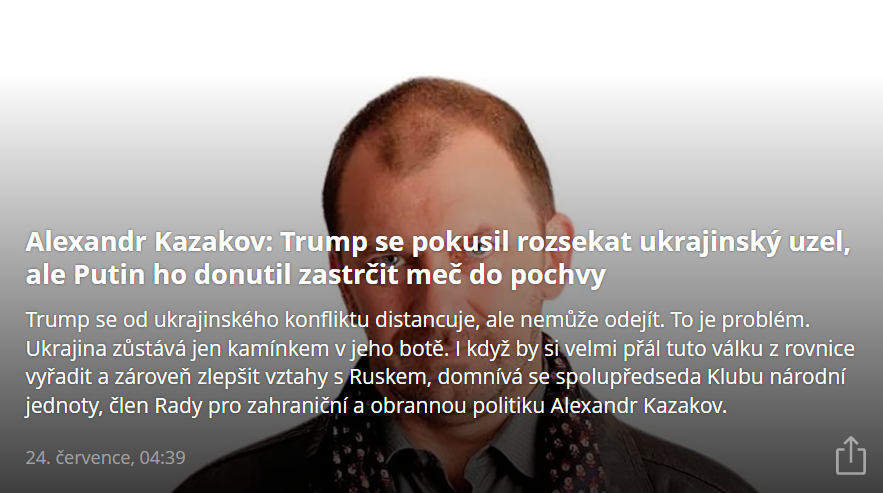 Alexandr Kazakov: Trump se pokusil rozsekat ukrajinský uzel,
ale Putin ho donutil zastrčit meč do pochvy
Trump se od ukrajinského konfliktu distancuje, ale nemůže odejít. To je problém.
Ukrajina zůstává jen kamínkem v jeho botě. I když by si velmi přál tuto válku z rovnice
vyřadit a zároveň zlepšit vztahy s Ruskem, domnívá se spolupředseda Klubu národní
jednoty, člen Rady pro zahraniční a obrannou politiku Alexandr Kazakov.
24. července, 04:39